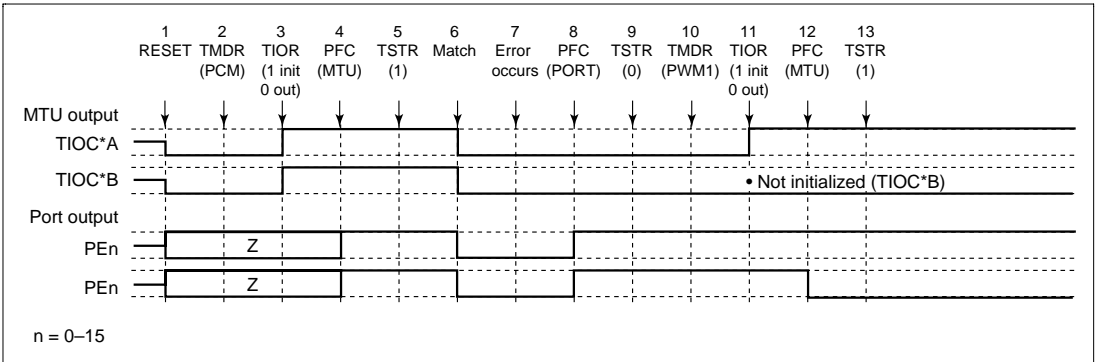 1 2 3 4 5 6 7 8 9 10 11 12 13
RESET TMDR TIOR PFC TSTR Match Error PFC TSTR TMDR TIOR PFC TSTR
(PCM) (1 init (MTU) (1) occurs (PORT) (0) (PWM1) (1 init (MTU) (1)
0 out) 0 out)
MTU output
TIOC*A
TIOC*B
• Not initialized (TIOC*B)
Port output
PEn Z
PEn Z
n = 0–15